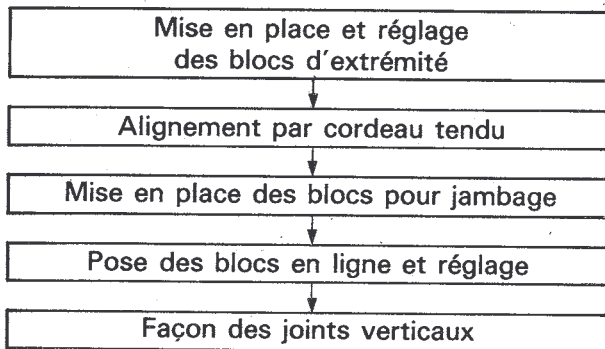 Mise en place et réglage
des blocs d'extrémité
Alignement par cordeau tendu
Mise en place des blocs pour jambage
Pose des blocs en ligne et réglage
Façon des joints verticaux